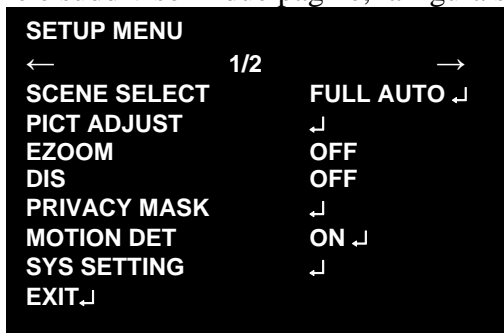 SETUP MENU
← 1/2 →
SCENE SELECT FULL AUTO ↵
PICT ADJUST ↵
EZOOM OFF
DIS OFF
PRIVACY MASK ↵
MOTION DET ON ↵
SYS SETTING ↵
EXIT↵